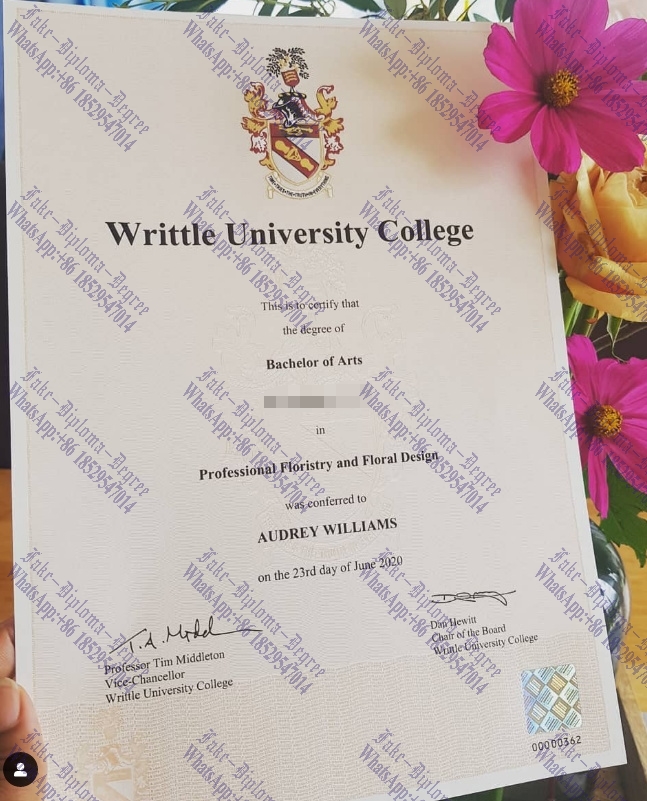 Writtle University College
This is to certify that
the degree of
Bachelor of Arts
in
Professional Floristry and Floral Design
was conferred to
AUDREY WILLIAMS
on the 23rd day of June 2020
Professor Tim Middleton
Vice-Chancellor
Writtle University College
Dan Hewitt
Chair of the Board
Writtle University College
00000362
Fake-Diploma-Degree
WhatsApp:+86 18529547014